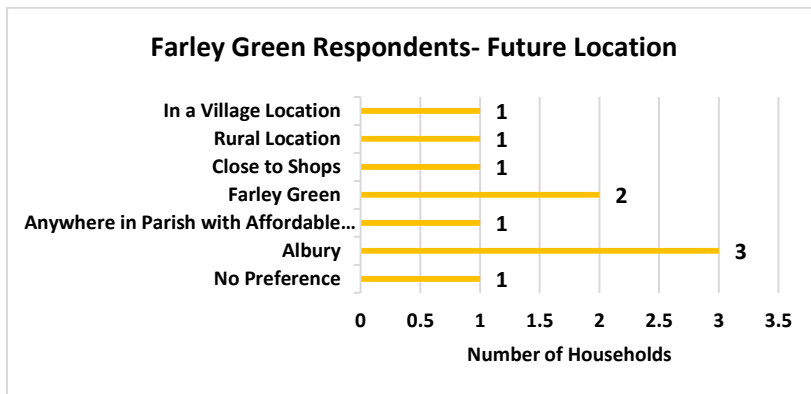 Farley Green Respondents- Future Location
In a Village Location 1
Rural Location 1
Close to Shops 1
Farley Green 2
Anywhere in Parish with Affordable... 1
Albury 3
No Preference 1
0 0.5 1 1.5 2 2.5 3 3.5
Number of Households